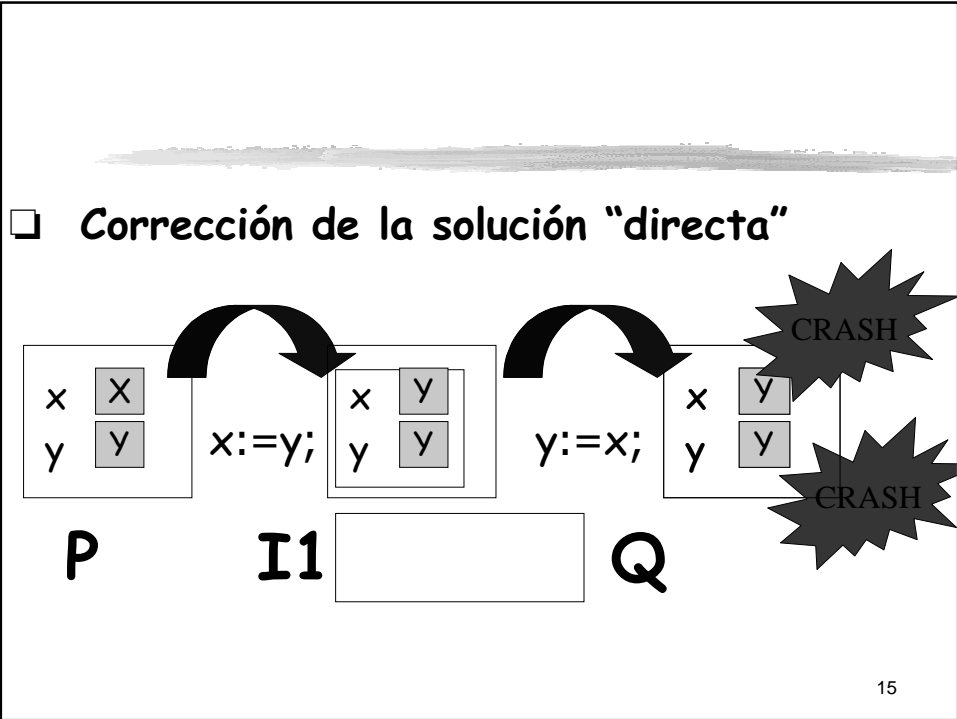 ❏ Corrección de la solución “directa”
CRASH
x X x Y x Y
y Y x:=y; y Y y:=x; y Y
CRASH
P I1 Q
15